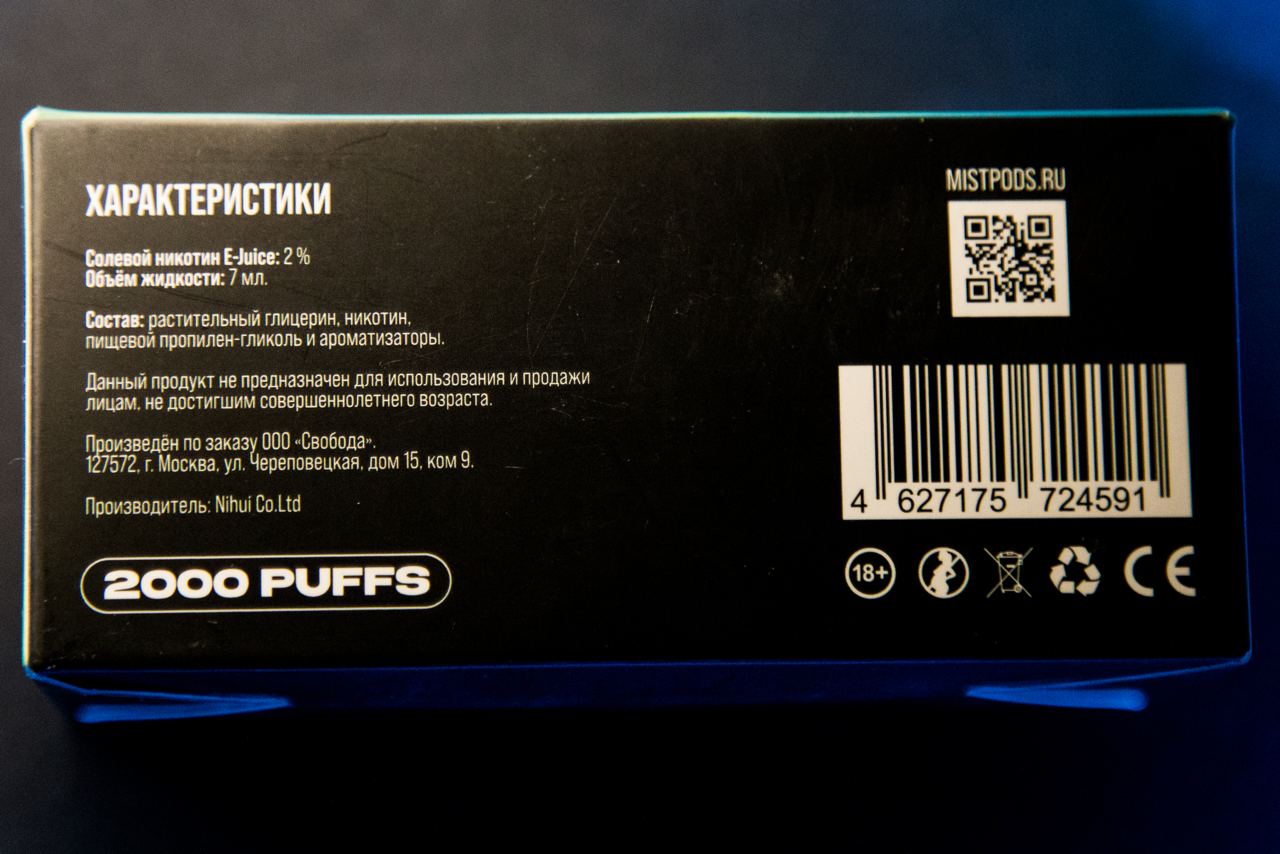 ХАРАКТЕРИСТИКИ
Солевой никотин E-Juice: 2 %
Объём жидкости: 7 мл.
Состав: растительный глицерин, никотин,
пищевой пропилен-гликоль и ароматизаторы.
Данный продукт не предназначен для использования и продажи
лицам, не достигшим совершеннолетнего возраста.
Произведён по заказу ООО «Свобода».
127572, г. Москва, ул. Череповецкая, дом 15, ком 9.
Производитель: Nihui Co.Ltd
2000 PUFFS
MISTPODS.RU
4 627175 724591
18+
CE